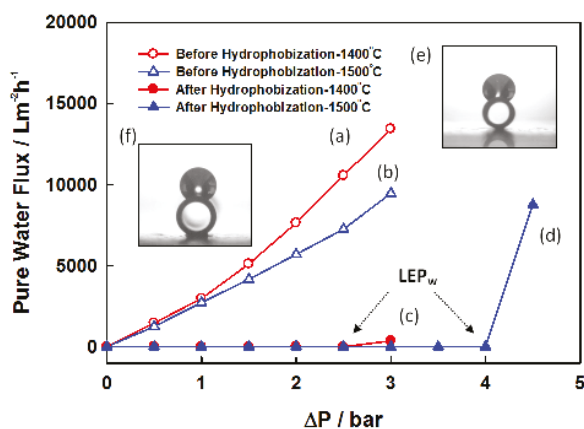 20000
15000
10000
5000
0
0
1
2
3
4
5
Pure Water Flux / Lm⁻²h⁻¹
ΔP / bar
Before Hydrophobization-1400°C
Before Hydrophobization-1500°C
After Hydrophobization-1400°C
After Hydrophobization-1500°C
(e)
(f)
(a)
(b)
(d)
LEPw
(c)